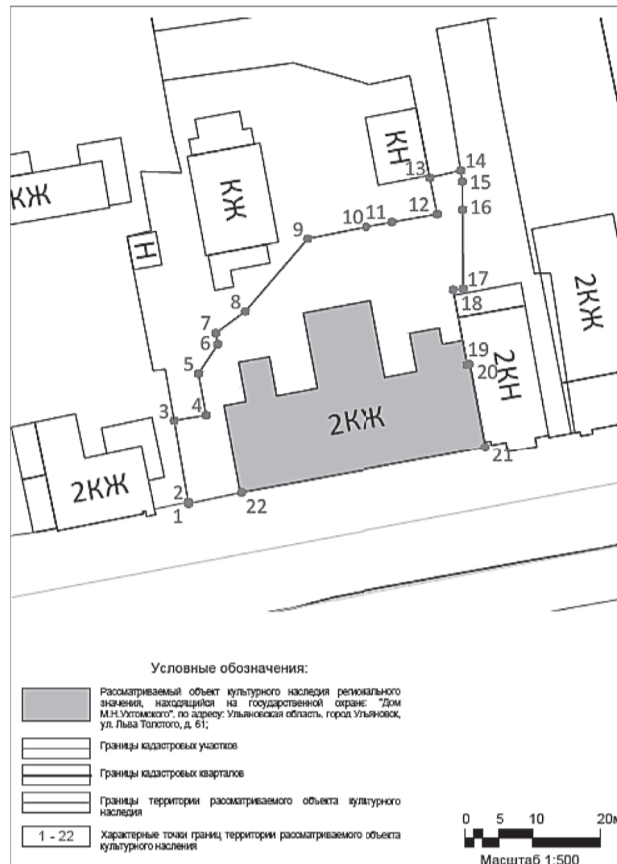 14
13
15
КН
16
КЖ
КЖ
12
11
10
9
Н
17
18
2КЖ
8
7
6
5
19
20
2КН
4
3
2КЖ
21
2КЖ
2
1
22
Условные обозначения:
Рассматриваемый объект культурного наследия регионального
значения, находящийся на государственной охране: "Дом
М.Н.Ухтомского", по адресу: Ульяновская область, город Ульяновск,
ул. Льва Толстого, д. 61;
Границы кадастровых участков
Границы кадастровых кварталов
Границы территории рассматриваемого объекта культурного
наследия
1 - 22
Характерные точки границ территории рассматриваемого объекта
культурного насления
0 5 10 20м
Масштаб 1:500